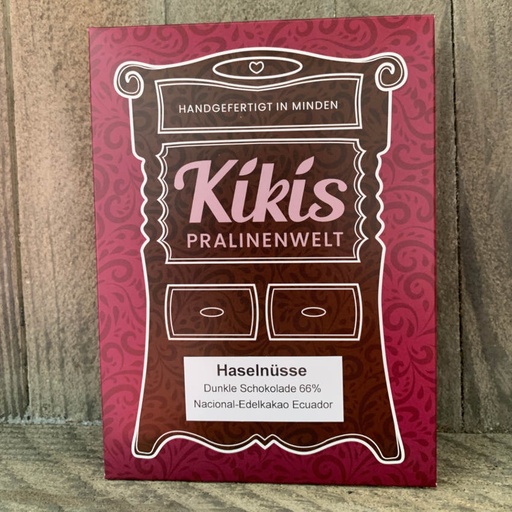 HANDGEFERTIGT IN MINDEN
Kikis
PRALINENWELT
Haselnüsse
Dunkle Schokolade 66%
Nacional-Edelkakao Ecuador